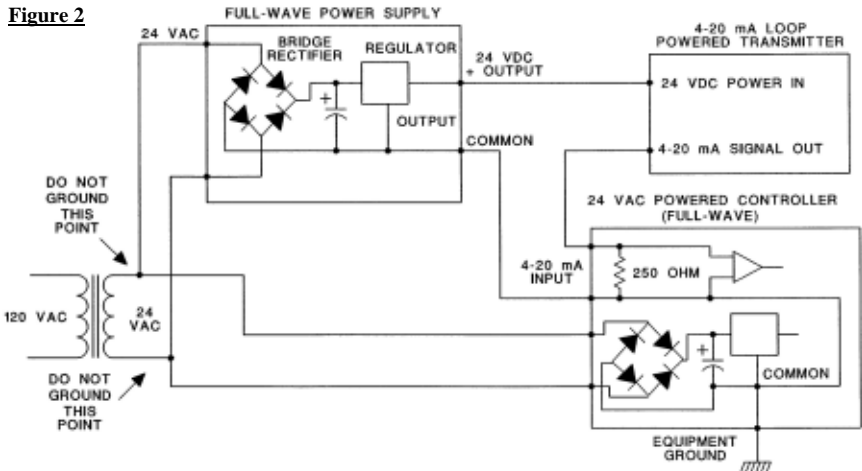 Figure 2
FULL-WAVE POWER SUPPLY
24 VAC
BRIDGE
RECTIFIER
REGULATOR
24 VDC
+ OUTPUT
4-20 mA LOOP
POWERED TRANSMITTER
24 VDC POWER IN
+
OUTPUT
COMMON
4-20 mA SIGNAL OUT
DO NOT
GROUND
THIS
POINT
24 VAC POWERED CONTROLLER
(FULL-WAVE)
4-20 mA
INPUT
250 OHM
120 VAC
24
VAC
+
COMMON
DO NOT
GROUND
THIS
POINT
EQUIPMENT
GROUND